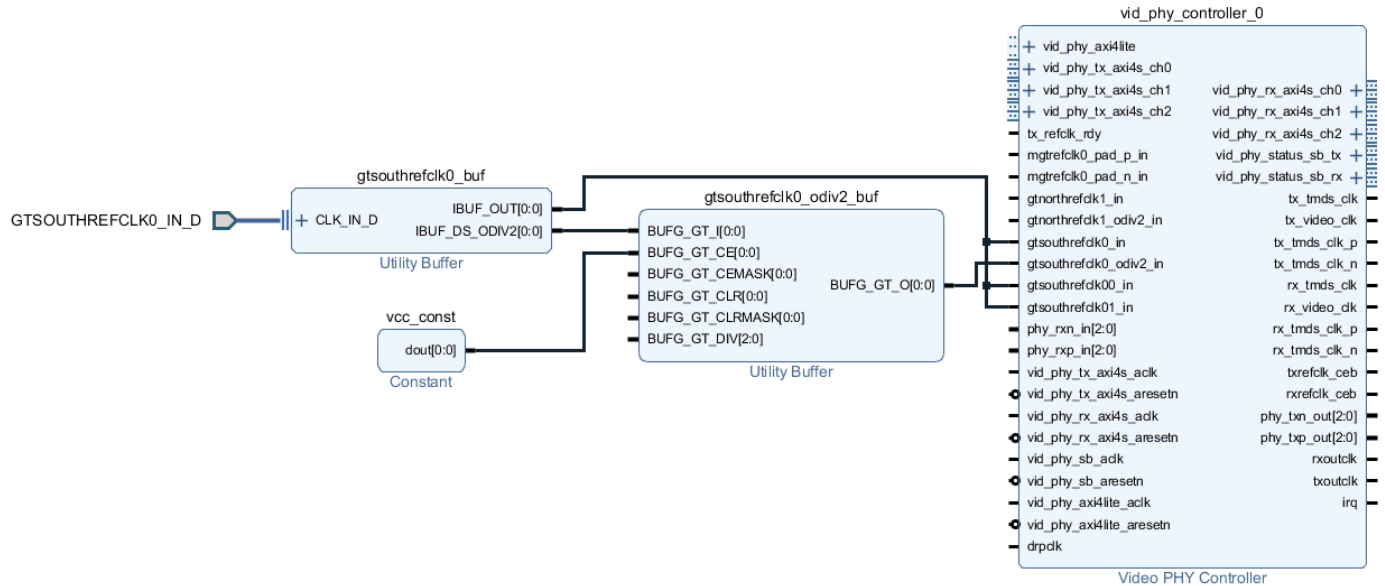 GTSOUTHREFCLK0_IN_D
gtsouthrefclk0_buf
CLK_IN_D
IBUF_OUT[0:0]
IBUF_DS_ODIV2[0:0]
Utility Buffer
vcc_const
dout[0:0]
Constant
gtsouthrefclk0_odiv2_buf
BUFG_GT_I[0:0]
BUFG_GT_CE[0:0]
BUFG_GT_CEMASK[0:0]
BUFG_GT_CLR[0:0]
BUFG_GT_CLRMASK[0:0]
BUFG_GT_DIV[2:0]
BUFG_GT_O[0:0]
Utility Buffer
vid_phy_controller_0
vid_phy_axi4lite
vid_phy_tx_axi4s_ch0
vid_phy_tx_axi4s_ch1
vid_phy_tx_axi4s_ch2
tx_refclk_rdy
mgtrefclk0_pad_p_in
mgtrefclk0_pad_n_in
gtnorthrefclk1_in
gtnorthrefclk1_odiv2_in
gtsouthrefclk0_in
gtsouthrefclk0_odiv2_in
gtsouthrefclk00_in
gtsouthrefclk01_in
phy_rxn_in[2:0]
phy_rxp_in[2:0]
vid_phy_tx_axi4s_aclk
vid_phy_tx_axi4s_aresetn
vid_phy_rx_axi4s_aclk
vid_phy_rx_axi4s_aresetn
vid_phy_sb_aclk
vid_phy_sb_aresetn
vid_phy_axi4lite_aclk
vid_phy_axi4lite_aresetn
drpclk
vid_phy_rx_axi4s_ch0
vid_phy_rx_axi4s_ch1
vid_phy_rx_axi4s_ch2
vid_phy_status_sb_tx
vid_phy_status_sb_rx
tx_tmds_clk
tx_video_clk
tx_tmds_clk_p
tx_tmds_clk_n
rx_tmds_clk
rx_video_clk
rx_tmds_clk_p
rx_tmds_clk_n
txrefclk_ceb
rxrefclk_ceb
phy_txn_out[2:0]
phy_txp_out[2:0]
rxoutclk
txoutclk
irq
Video PHY Controller